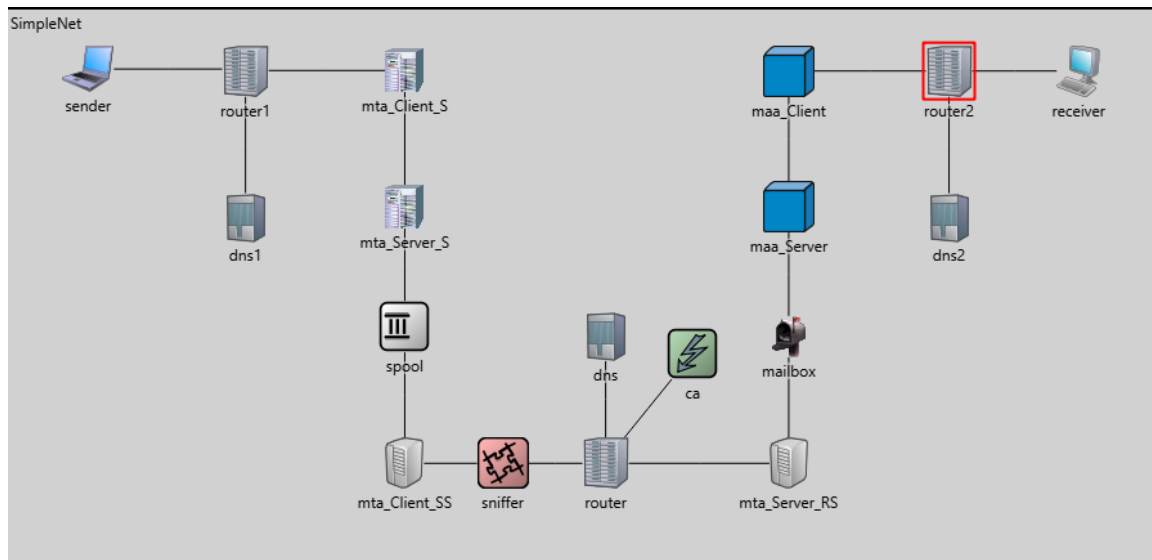 SimpleNet
sender
router1
mta_Client_S
maa_Client
router2
receiver
dns1
mta_Server_S
maa_Server
dns2
spool
dns
ca
mailbox
mta_Client_SS
sniffer
router
mta_Server_RS